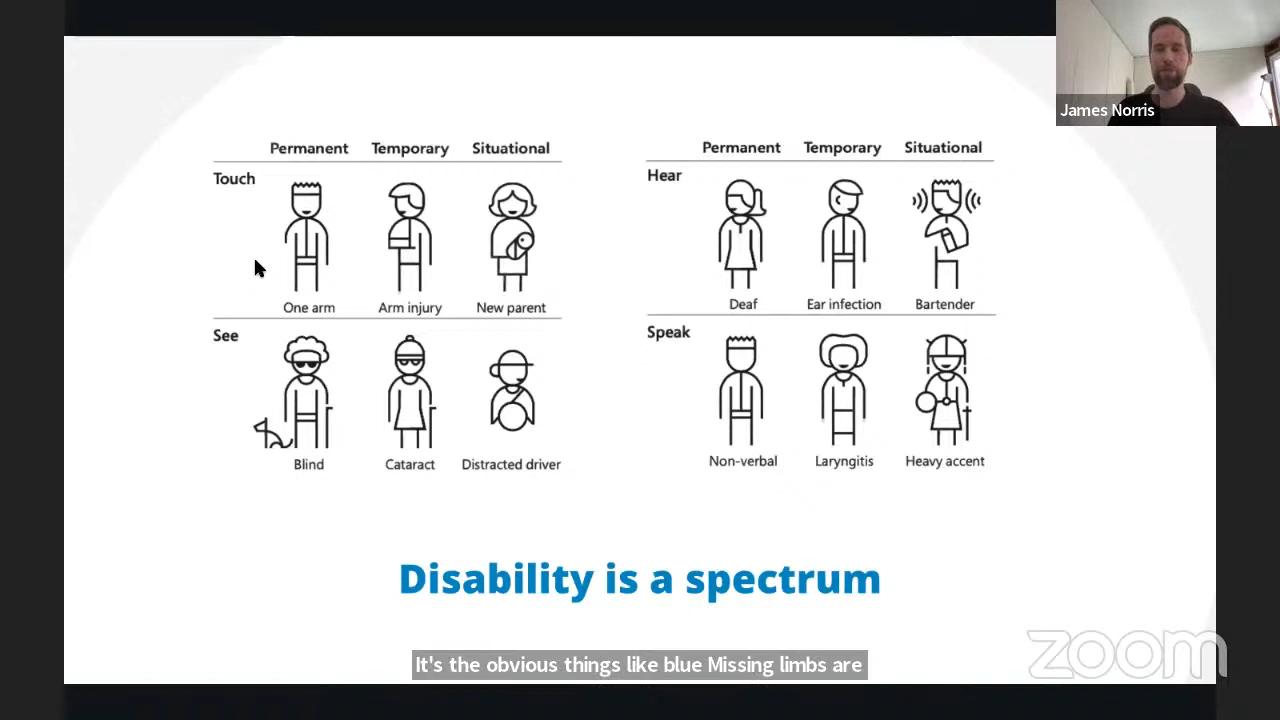 James Norris
Permanent Temporary Situational
Touch
One arm Arm injury New parent
See
Blind Cataract Distracted driver
Permanent Temporary Situational
Hear
Deaf Ear infection Bartender
Speak
Non-verbal Laryngitis Heavy accent
Disability is a spectrum
It's the obvious things like blue Missing limbs are
zoom